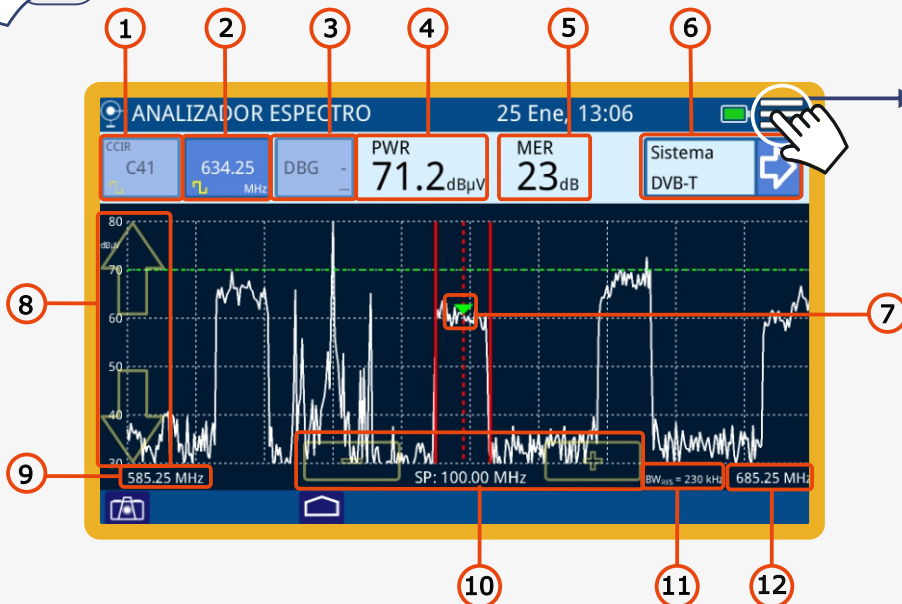 1 2 3 4 5 6
ANALIZADOR ESPECTRO 25 Ene, 13:06
CCIR
C41
634.25
MHz
DBG -
PWR
71.2dBµV
MER
23dB
Sistema
DVB-T
80
dBµV
70
60
50
40
30
7
8
9
585.25 MHz
-
SP: 100.00 MHz
+
BWRES = 230 kHz
685.25 MHz
10 11 12